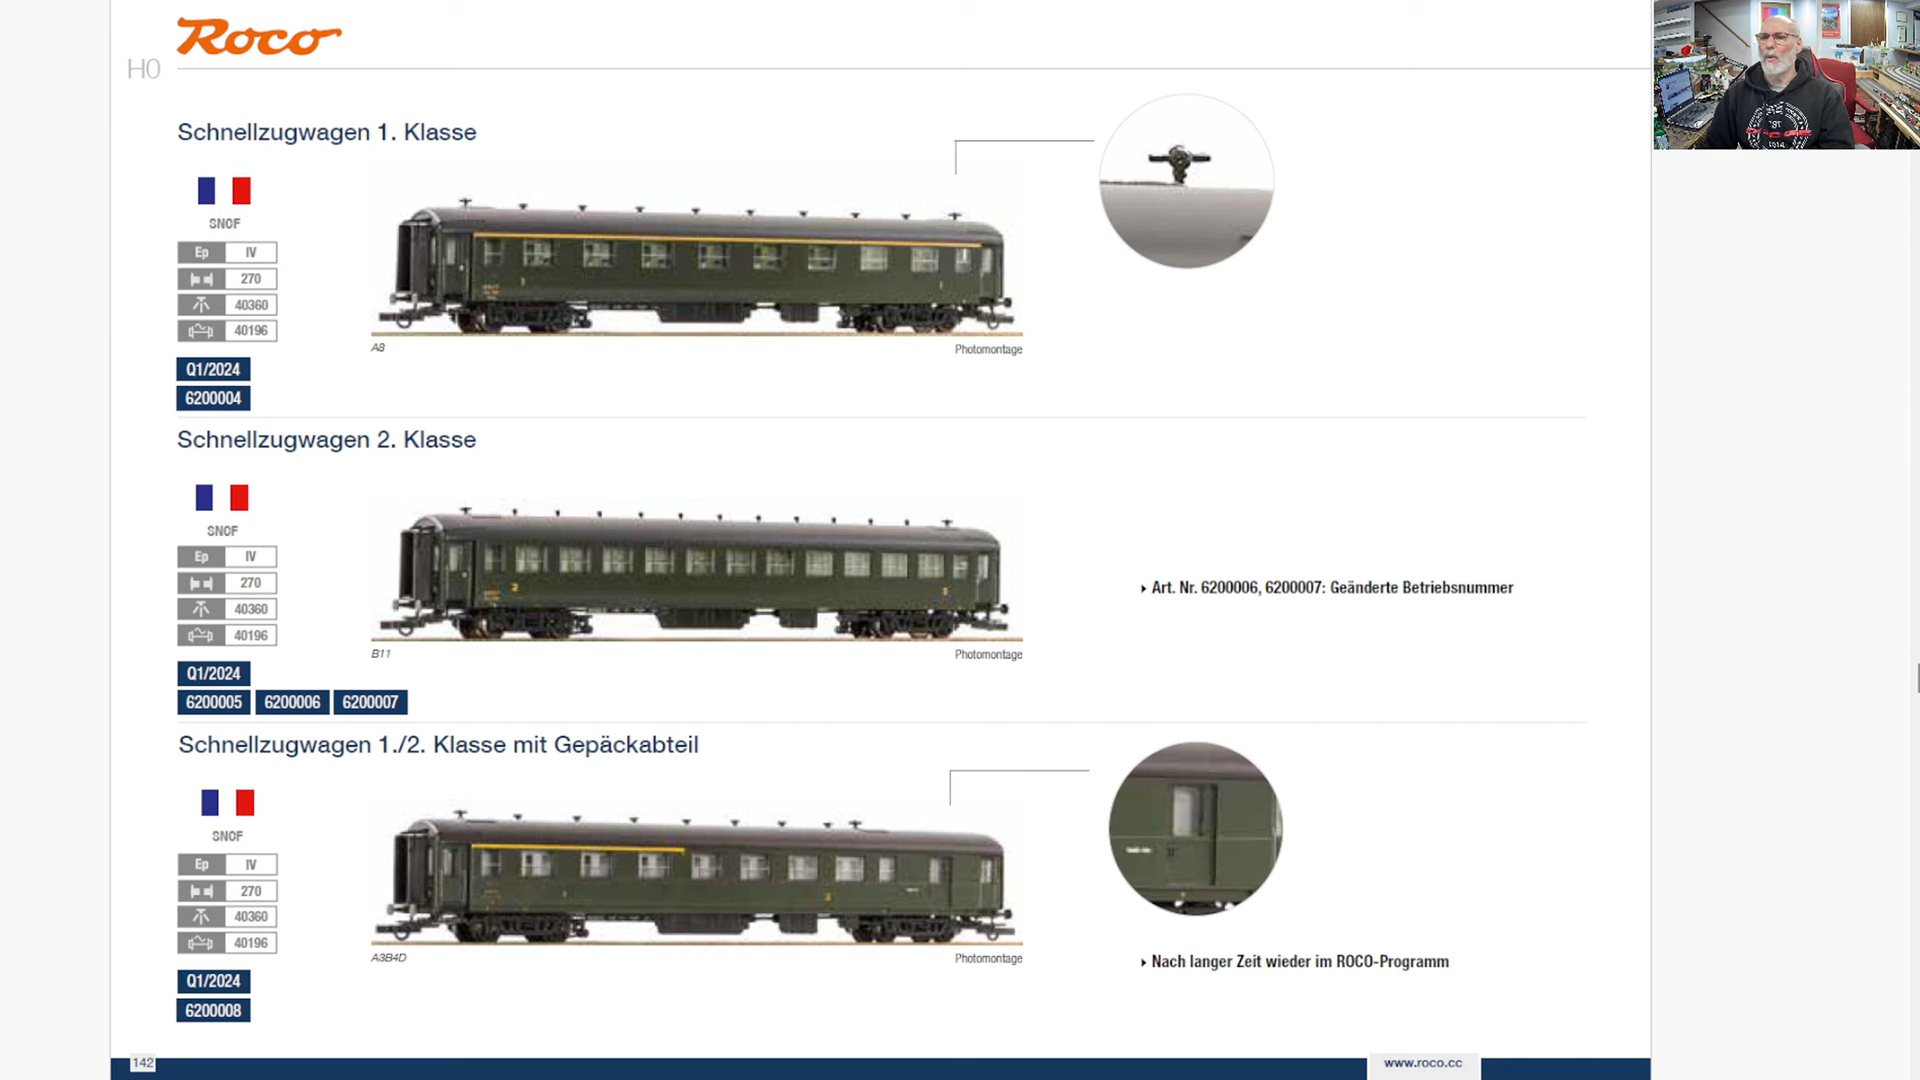 Roco
H0
Schnellzugwagen 1. Klasse
SNCF
Ep IV
270
40360
40196
Q1/2024
6200004
A8
Photomontage
Schnellzugwagen 2. Klasse
SNCF
Ep IV
270
40360
40196
Q1/2024
6200005 6200006 6200007
B11
Photomontage
Art. Nr. 6200006, 6200007: Geänderte Betriebsnummer
Schnellzugwagen 1./2. Klasse mit Gepäckabteil
SNCF
Ep IV
270
40360
40196
Q1/2024
6200008
A3B4D
Photomontage
Nach langer Zeit wieder im ROCO-Programm
142
www.roco.cc